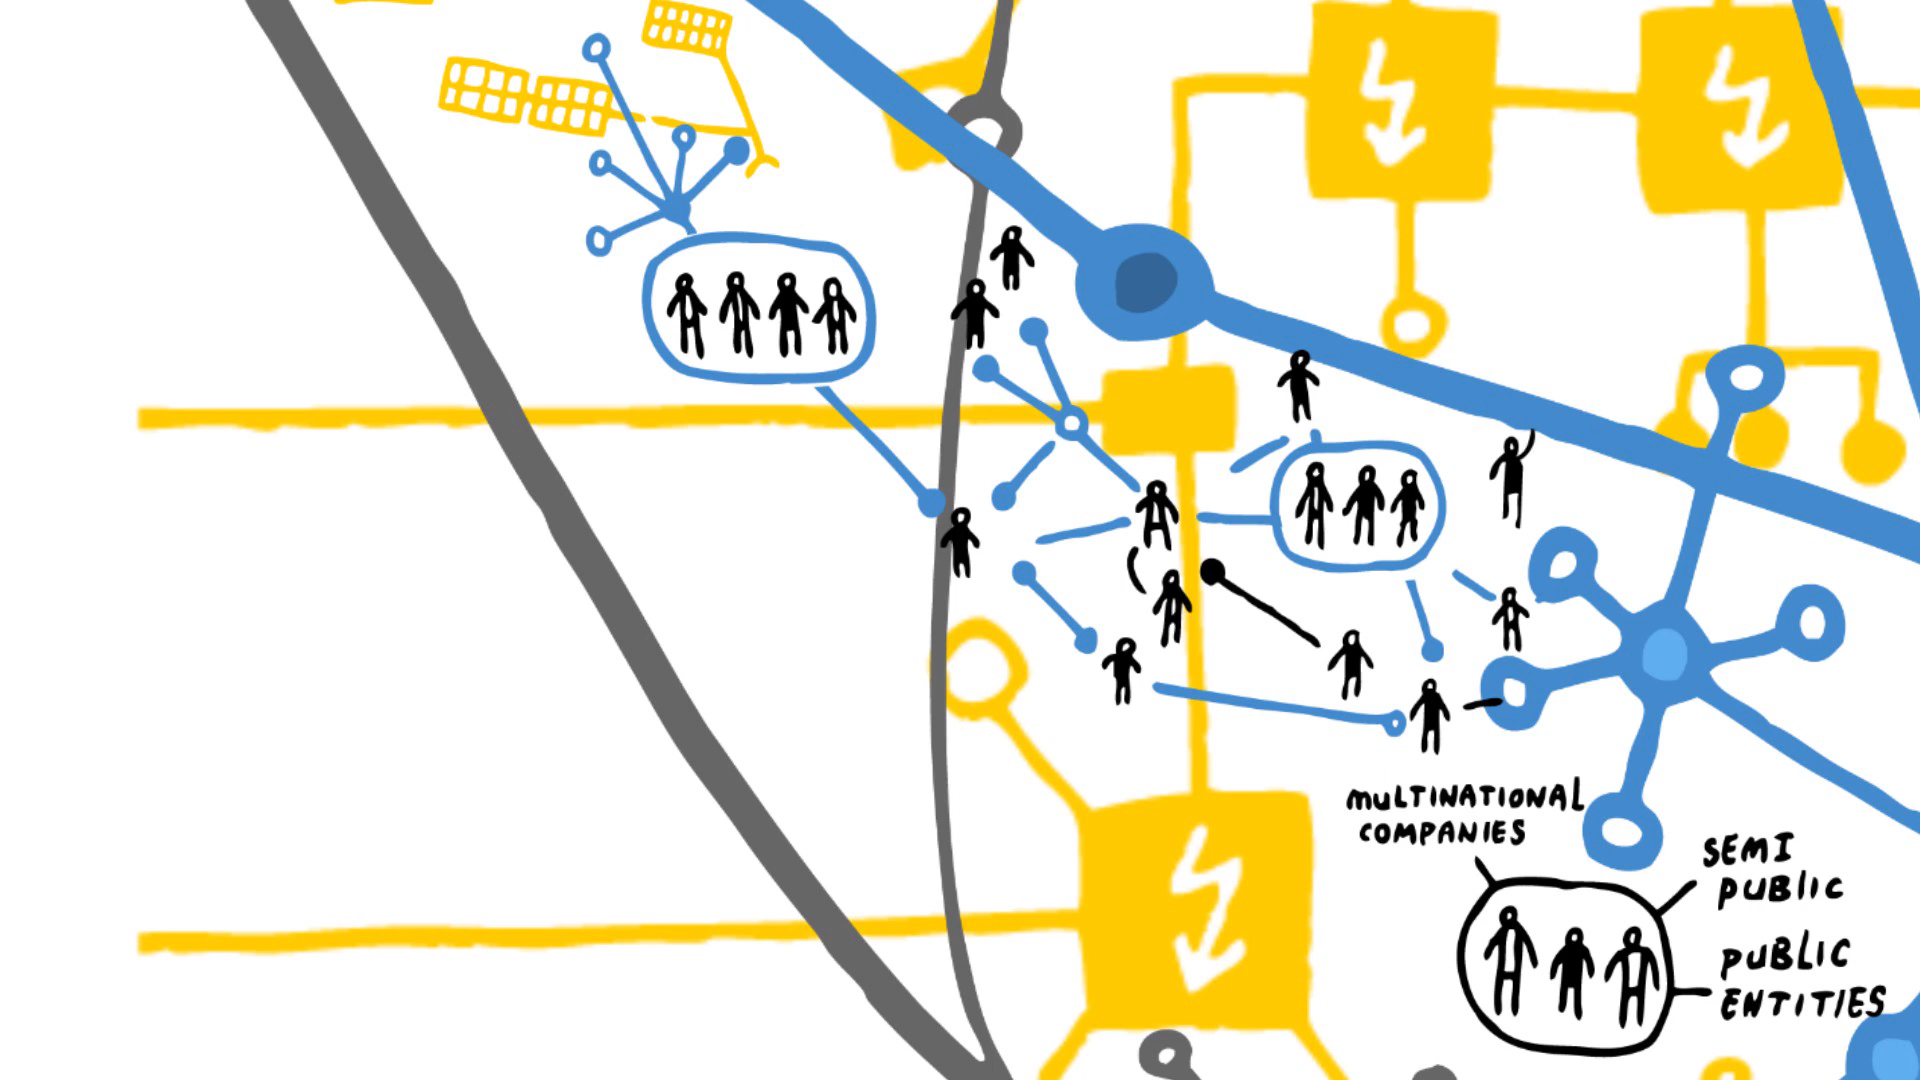 muLTINATIONAL
COMPANIES
SEMI
PUBlIC
PUBLIC
ENTITIES